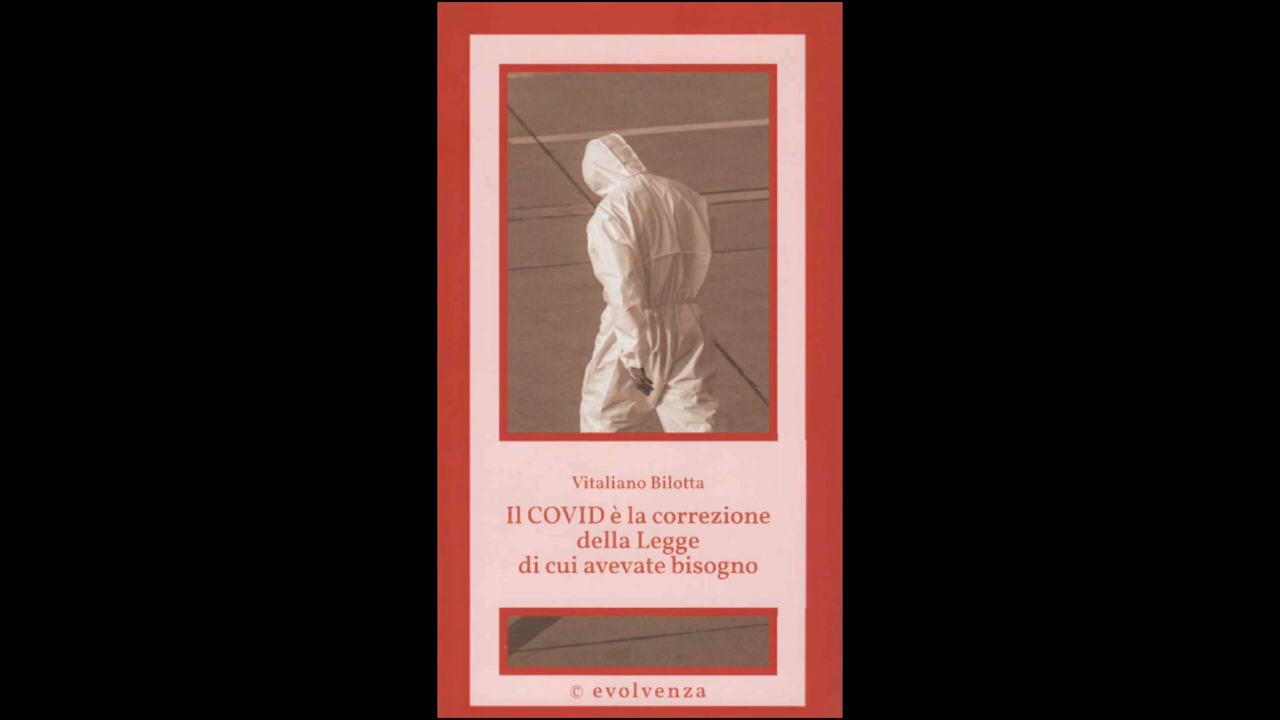 Vitaliano Bilotta
Il COVID è la correzione
della Legge
di cui avevate bisogno
© evolvenza